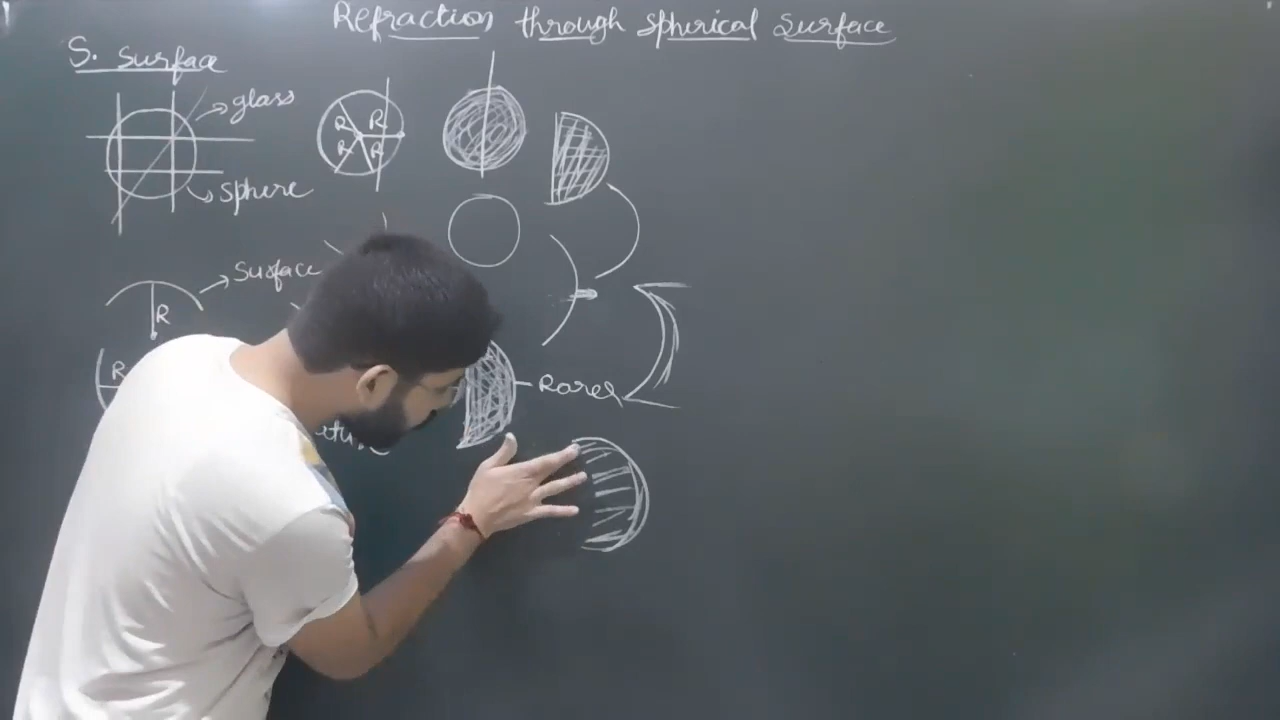 Refraction through Spherical Surface
S. Surface
glass
Sphere
R R
R R
Surface
R
R
Rarer